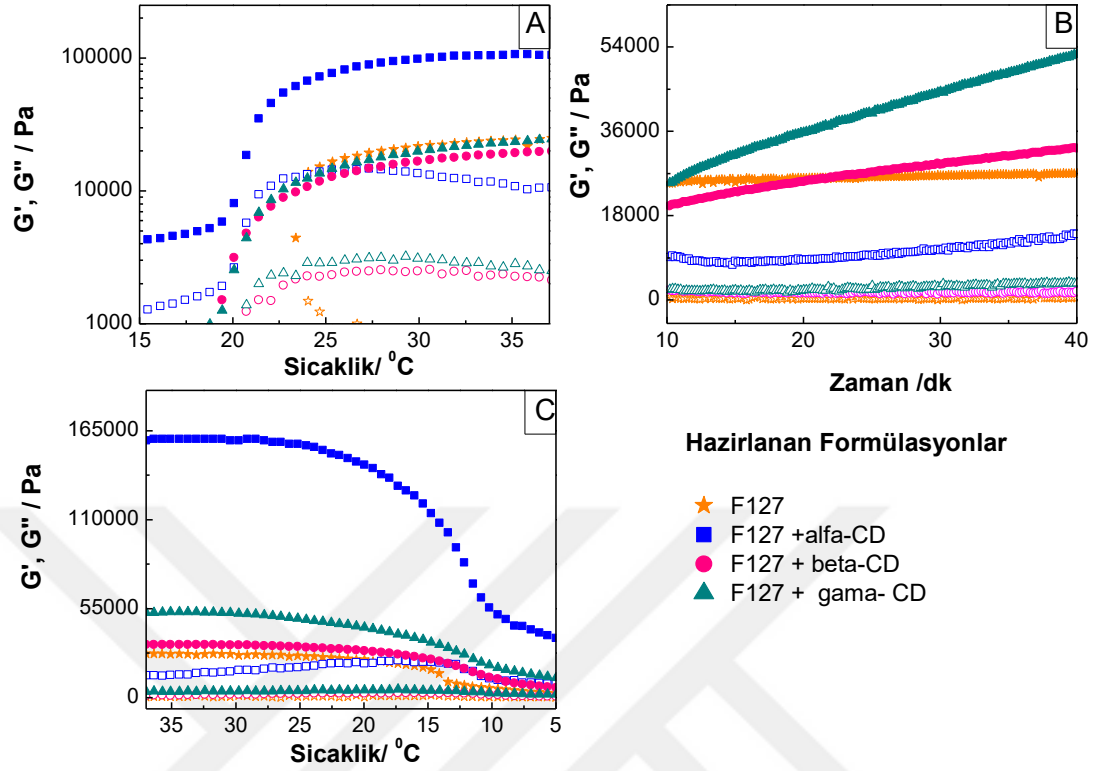 A
G', G'' / Pa
100000
10000
1000
15
20
25
30
35
Sicaklik/ ⁰C
B
G', G'' / Pa
54000
36000
18000
0
10
20
30
40
Zaman /dk
C
G', G'' / Pa
165000
110000
55000
0
35
30
25
20
15
10
5
Sicaklik/ ⁰C
Hazirlanan Formülasyonlar
F127
F127 +alfa-CD
F127 + beta-CD
F127 + gama- CD